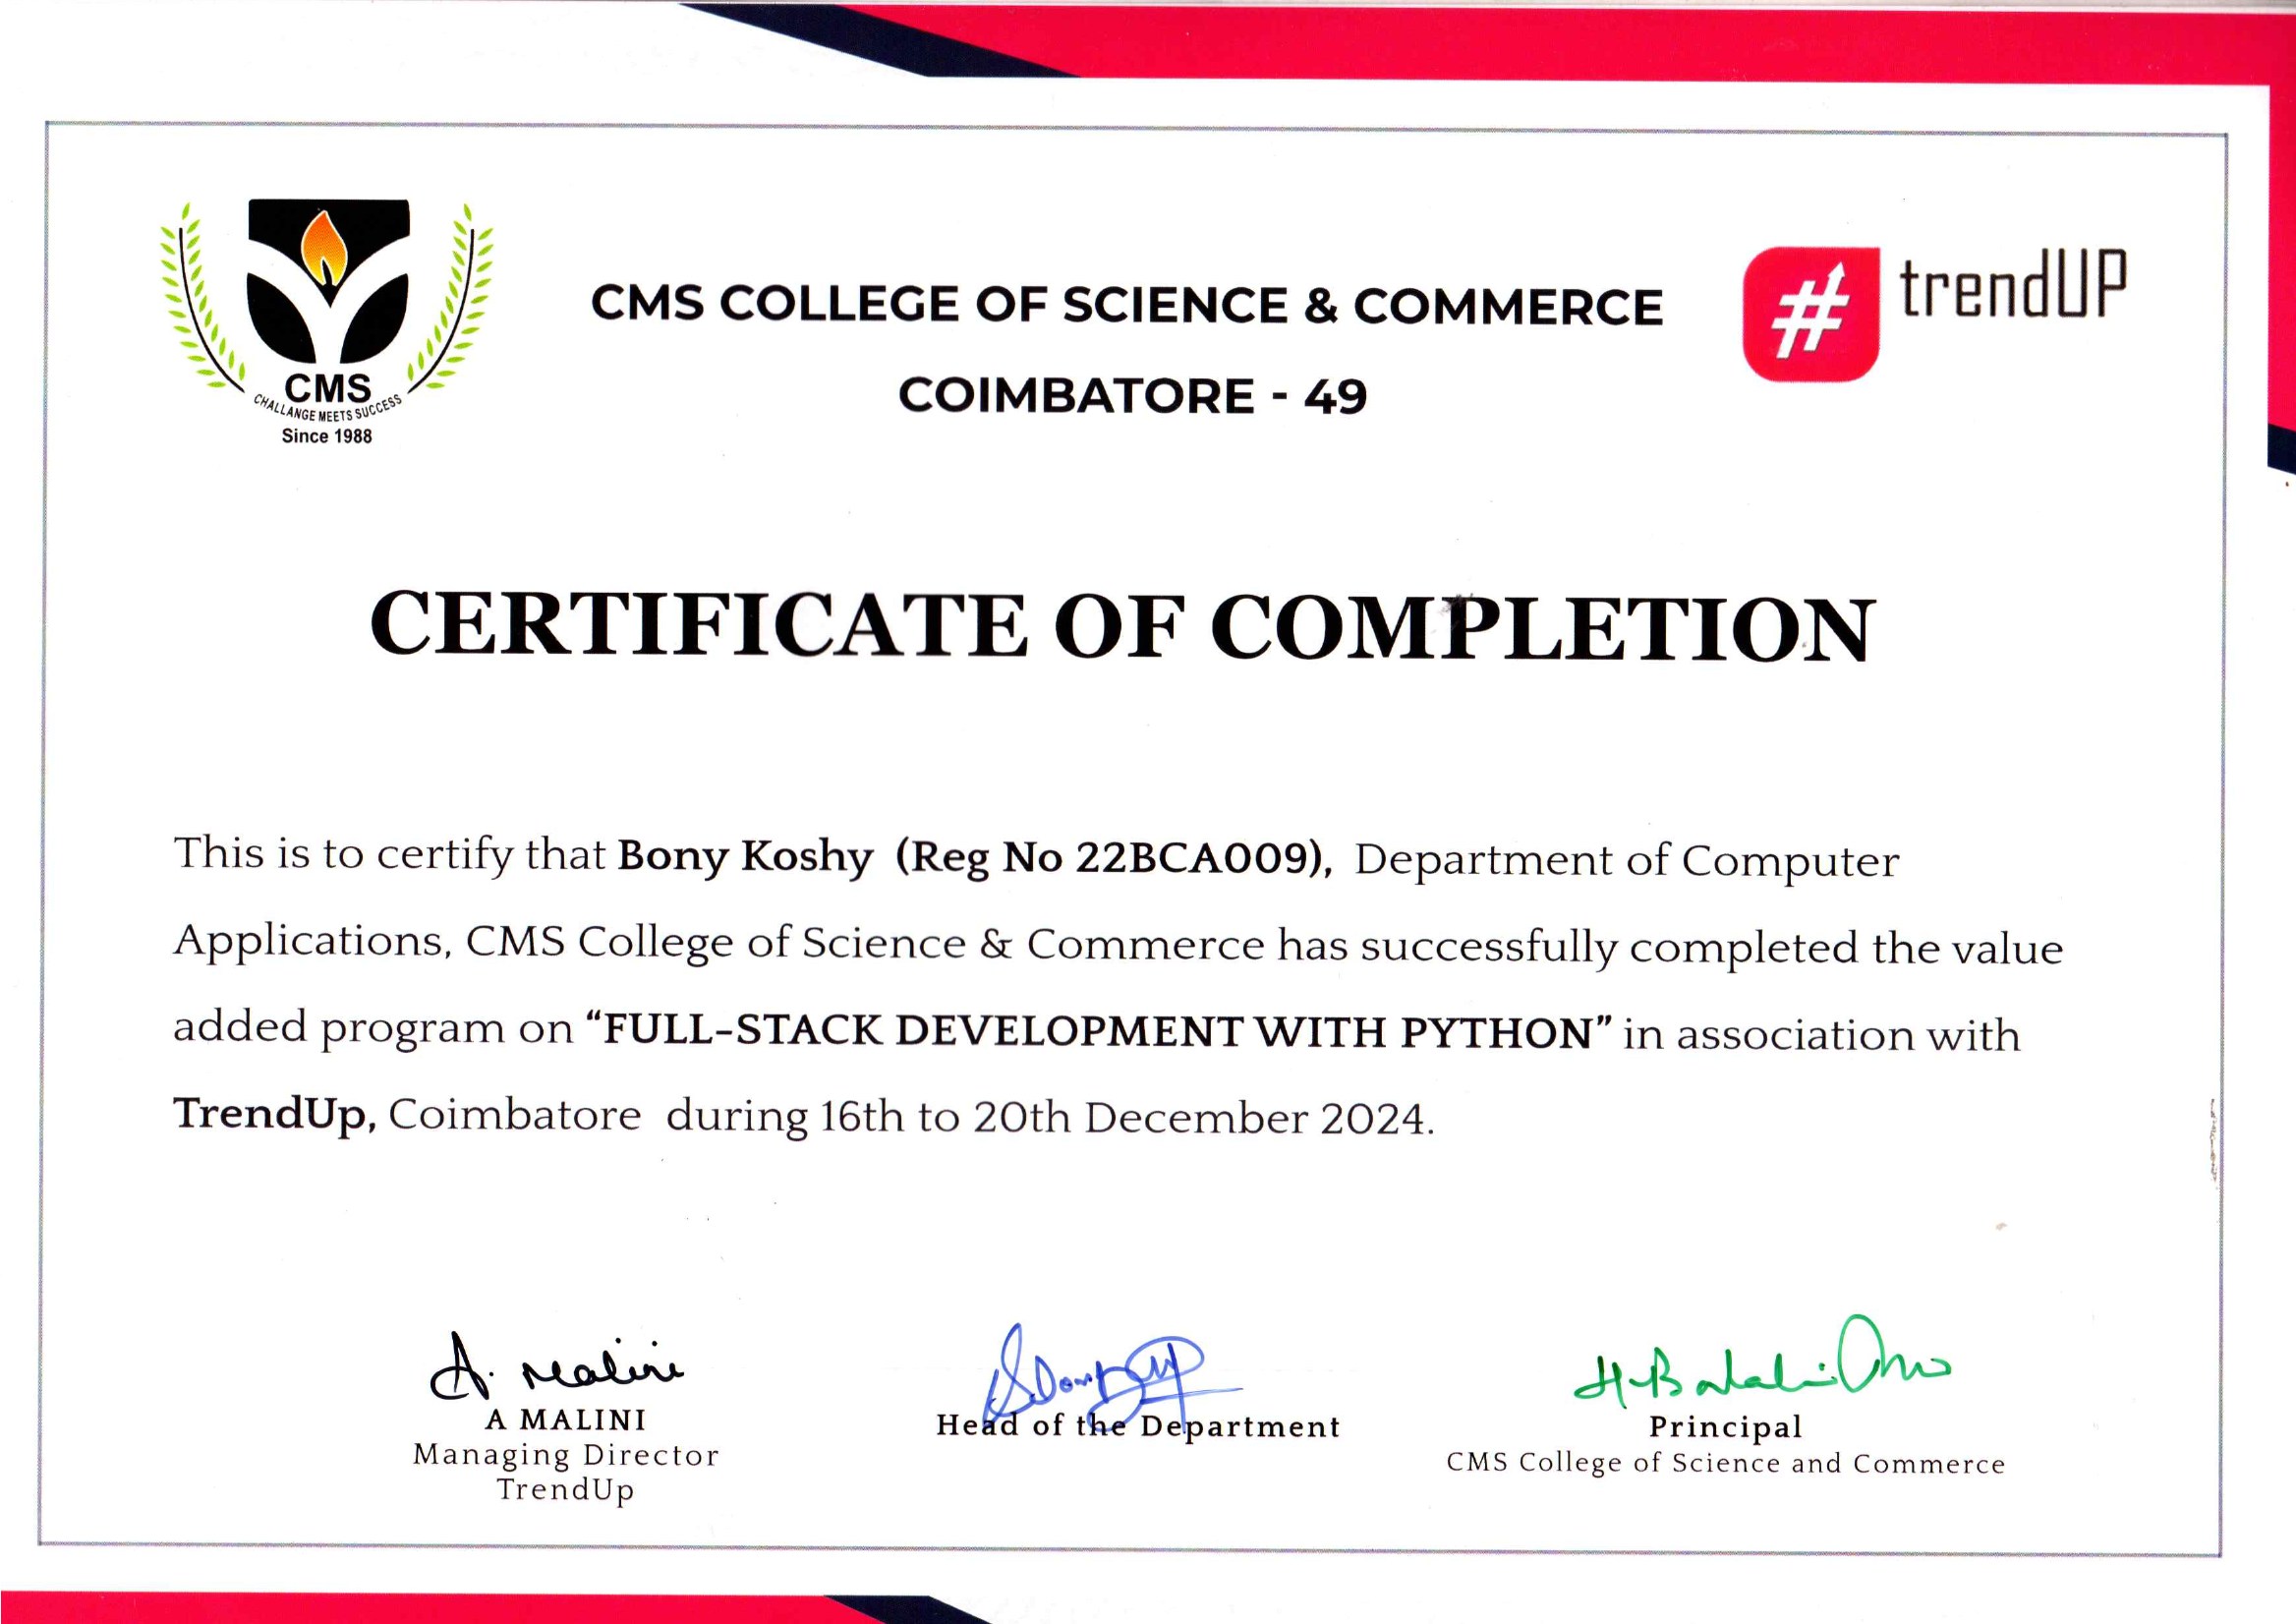 CMS
CHALLANGE MEETS SUCCESS
Since 1988
CMS COLLEGE OF SCIENCE & COMMERCE
COIMBATORE - 49
# trendUP
CERTIFICATE OF COMPLETION
This is to certify that Bony Koshy (Reg No 22BCA009), Department of Computer
Applications, CMS College of Science & Commerce has successfully completed the value
added program on “FULL-STACK DEVELOPMENT WITH PYTHON” in association with
TrendUp, Coimbatore during 16th to 20th December 2024.
A. Malini
A MALINI
Managing Director
TrendUp
Head of the Department
Principal
CMS College of Science and Commerce